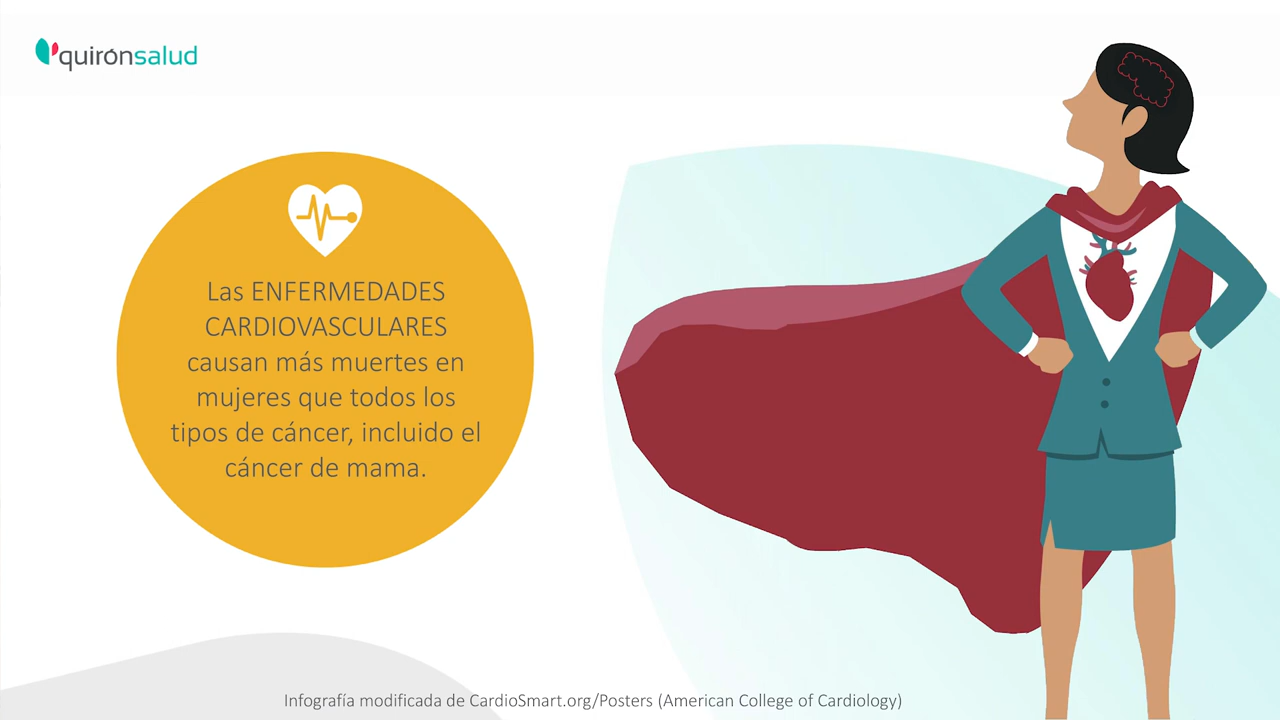 quirónsalud
Las ENFERMEDADES
CARDIOVASCULARES
causan más muertes en
mujeres que todos los
tipos de cáncer, incluido el
cáncer de mama.
Infografía modificada de CardioSmart.org/Posters (American College of Cardiology)